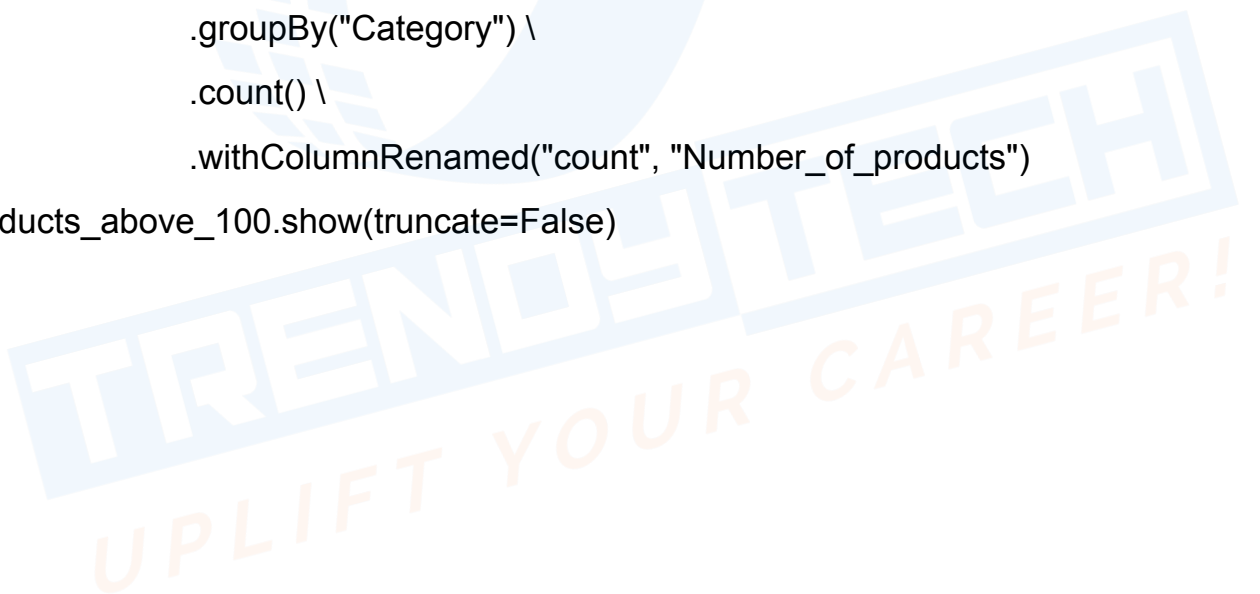 .groupBy("Category") \
.count() \
.withColumnRenamed("count", "Number_of_products")
ducts_above_100.show(truncate=False)
TRENDYTECH
UPLIFT YOUR CAREER!